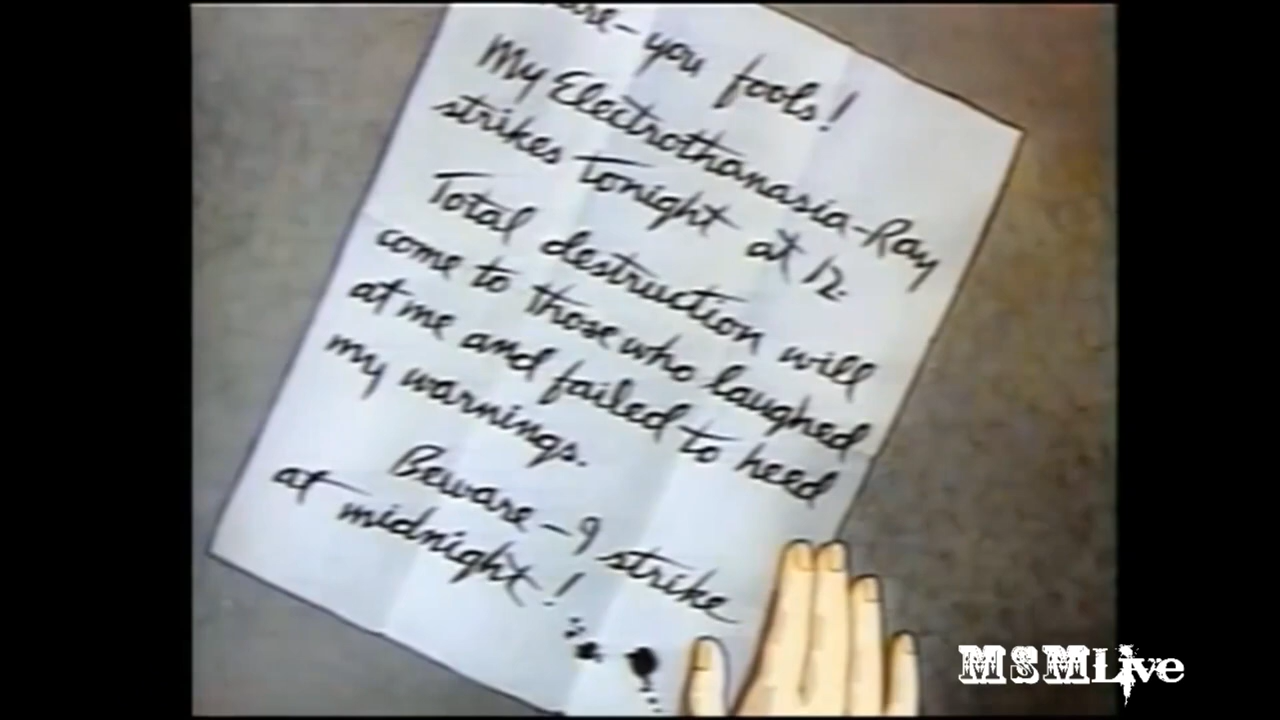 you fools!
My Electrothanasia-Ray
strikes tonight at 12.
Total destruction will
come to those who laughed
at me and failed to heed
my warnings.
Beware- I strike
at midnight!
MSMLive